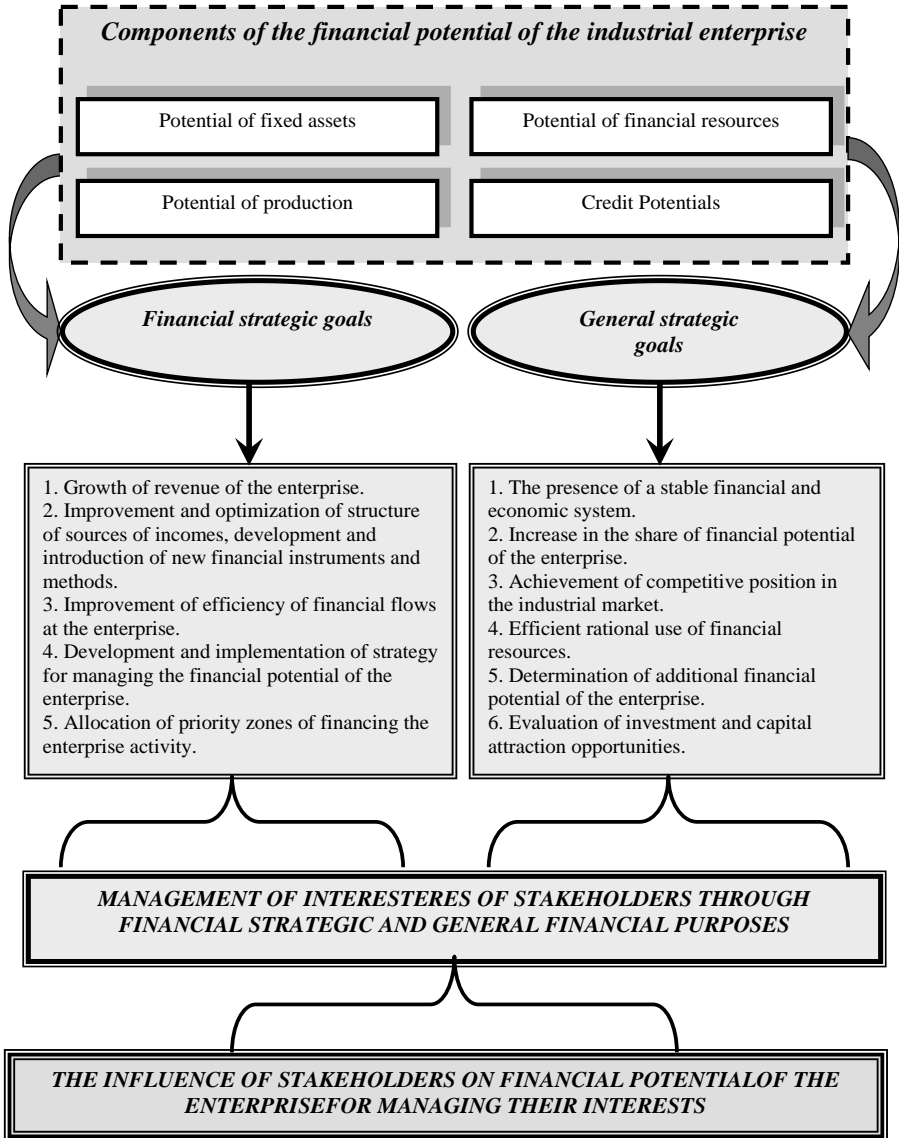 Components of the financial potential of the industrial enterprise
Potential of fixed assets
Potential of financial resources
Potential of production
Credit Potentials
Financial strategic goals
General strategic
goals
1. Growth of revenue of the enterprise.
2. Improvement and optimization of structure
of sources of incomes, development and
introduction of new financial instruments and
methods.
3. Improvement of efficiency of financial flows
at the enterprise.
4. Development and implementation of strategy
for managing the financial potential of the
enterprise.
5. Allocation of priority zones of financing the
enterprise activity.
1. The presence of a stable financial and
economic system.
2. Increase in the share of financial potential
of the enterprise.
3. Achievement of competitive position in
the industrial market.
4. Efficient rational use of financial
resources.
5. Determination of additional financial
potential of the enterprise.
6. Evaluation of investment and capital
attraction opportunities.
MANAGEMENT OF INTERESTERES OF STAKEHOLDERS THROUGH
FINANCIAL STRATEGIC AND GENERAL FINANCIAL PURPOSES
THE INFLUENCE OF STAKEHOLDERS ON FINANCIAL POTENTIALOF THE
ENTERPRISEFOR MANAGING THEIR INTERESTS